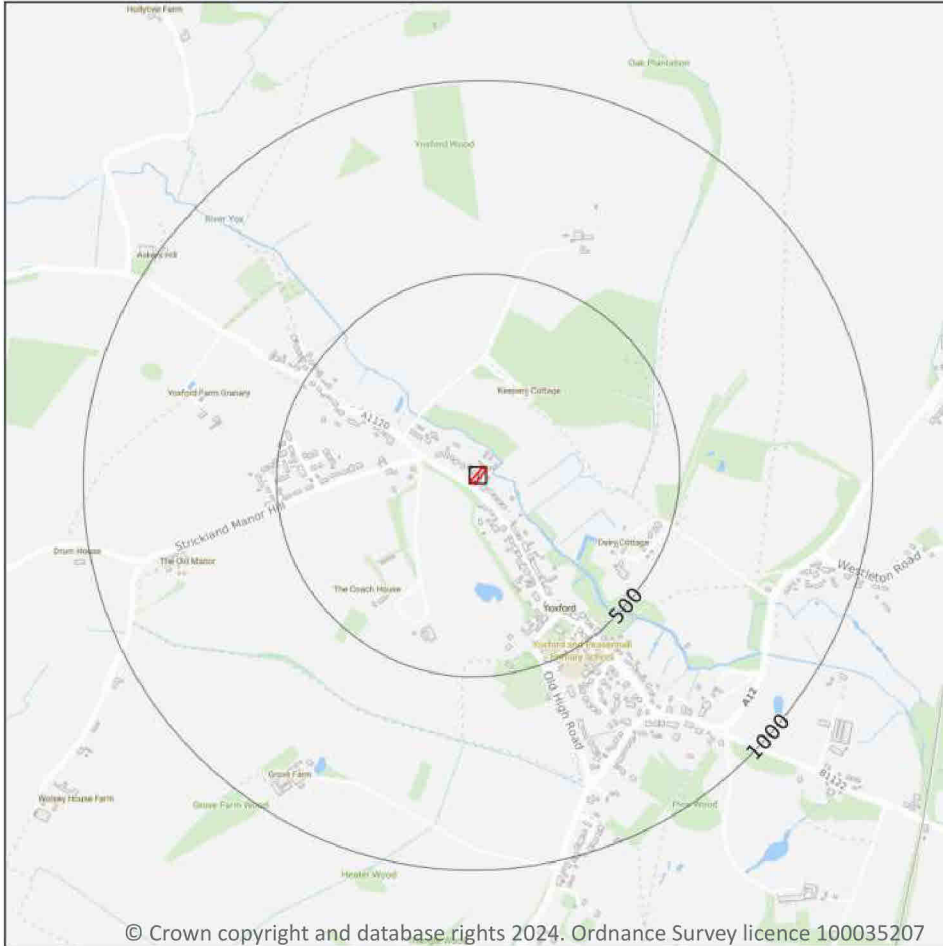 Hollytree Farm
Oak Plantation
Yoxford Wood
River Yox
Askers Hill
Yoxford Farm Granary
Keepers Cottage
A1120
Strickland Manor Hill
Drum House
The Old Manor
Dairy Cottage
Westleton Road
The Coach House
500
Yoxford
Yoxford and Peasenhall
Primary School
Old High Road
A12
1000
Grove Farm
B1122
Wolsey House Farm
Grove Farm Wood
Heater Wood
© Crown copyright and database rights 2024. Ordnance Survey licence 100035207